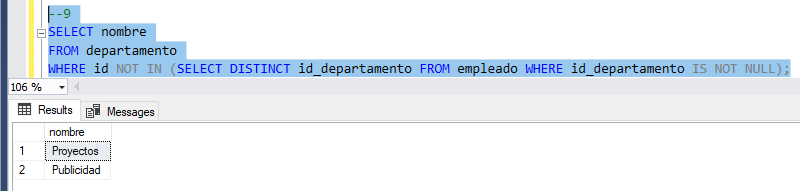 --9
SELECT nombre
FROM departamento
WHERE id NOT IN (SELECT DISTINCT id_departamento FROM empleado WHERE id_departamento IS NOT NULL);
106 %
Results Messages
nombre
1 Proyectos
2 Publicidad